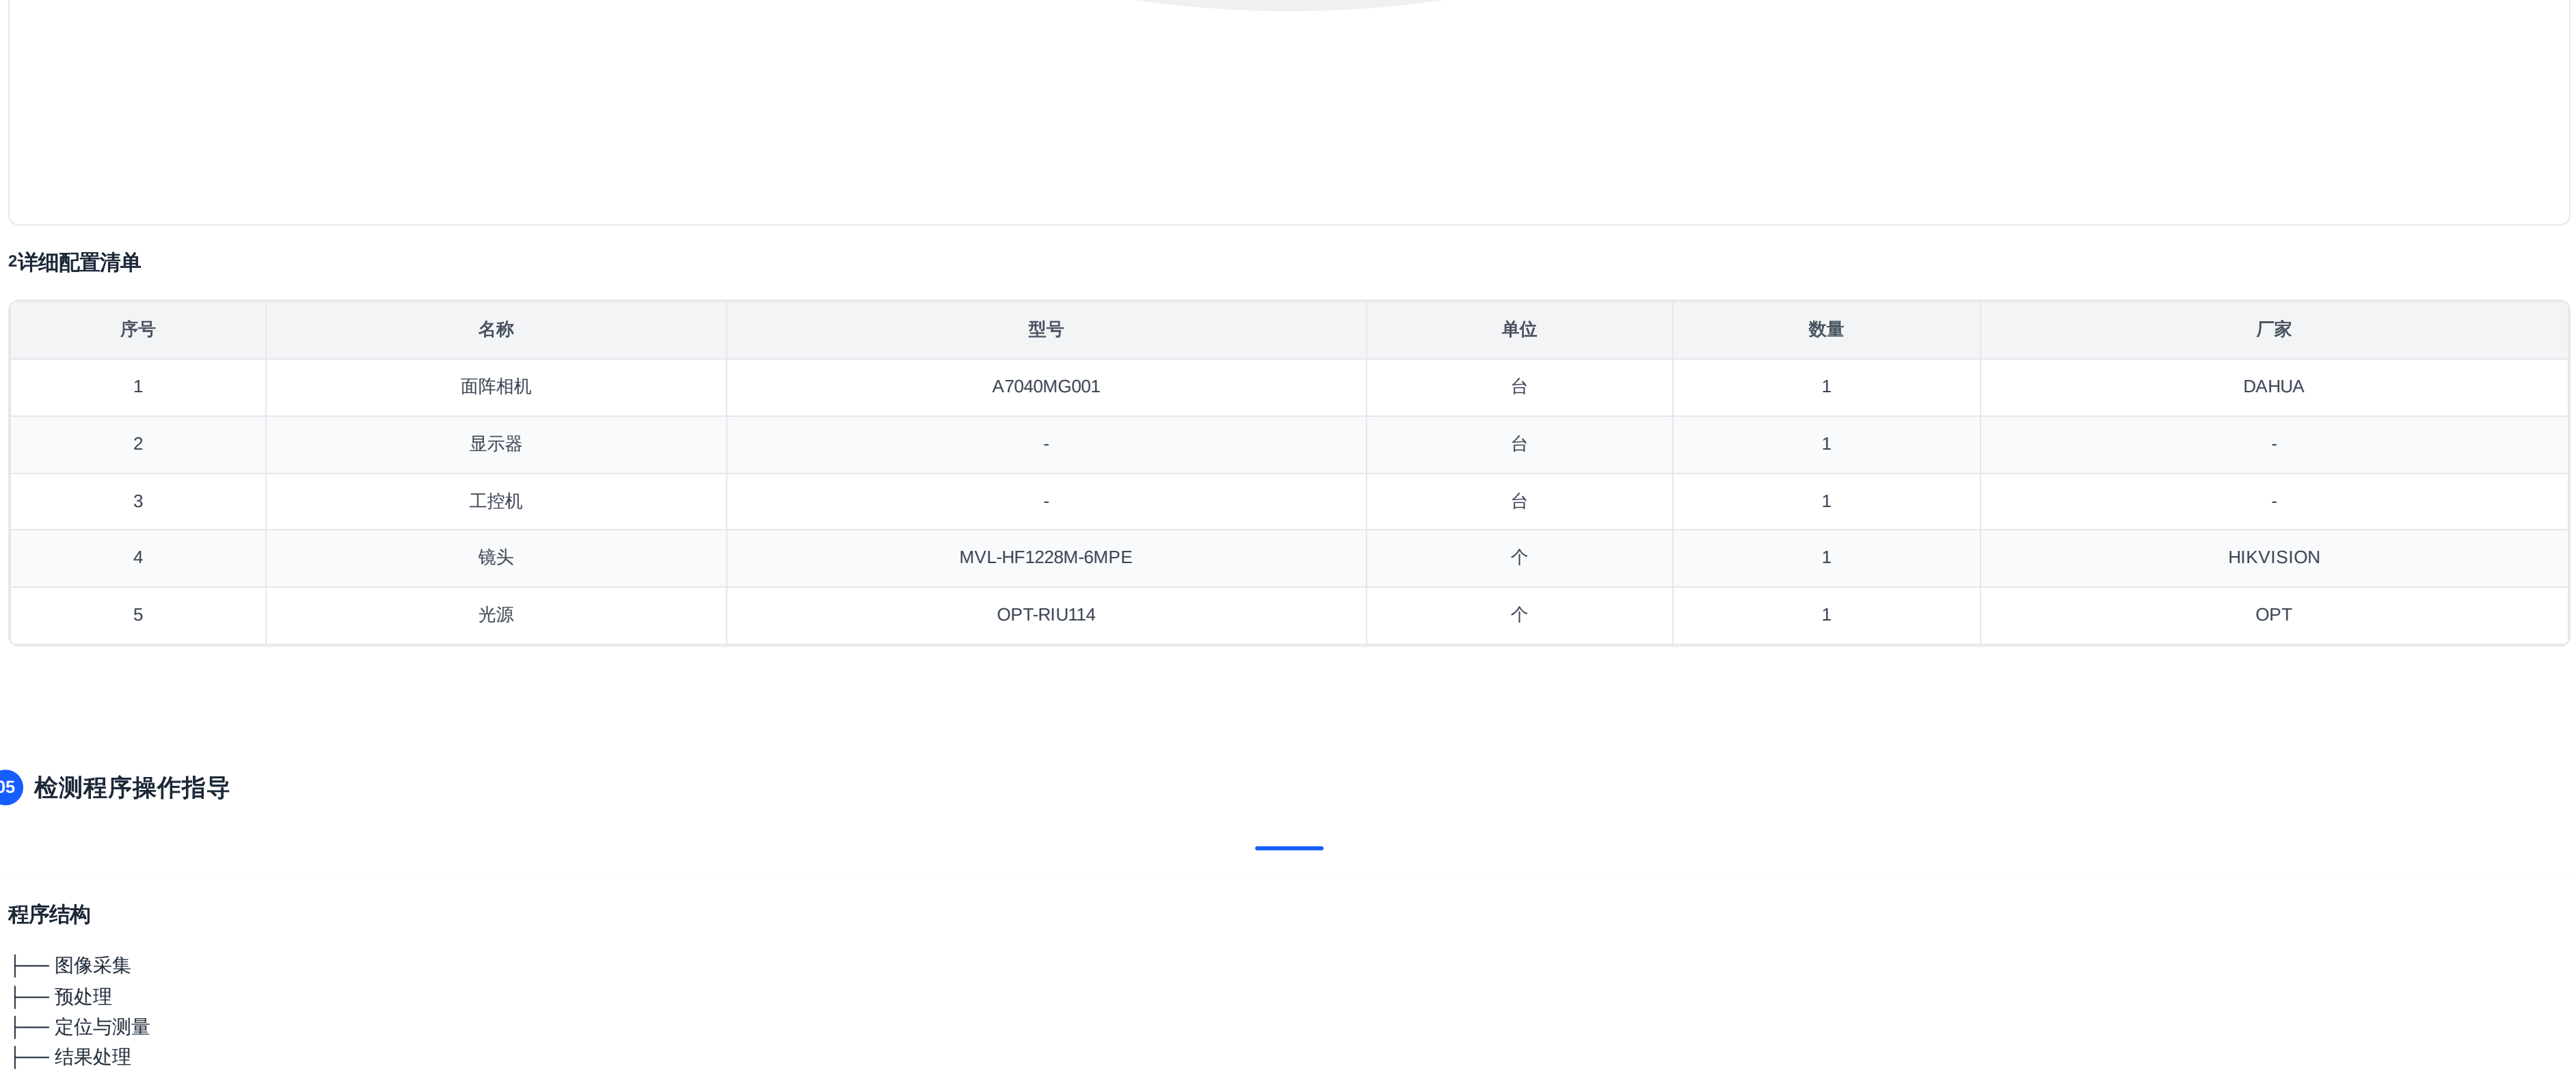 2详细配置清单
序号 名称 型号 单位 数量 厂家
1 面阵相机 A7040MG001 台 1 DAHUA
2 显示器 - 台 1 -
3 工控机 - 台 1 -
4 镜头 MVL-HF1228M-6MPE 个 1 HIKVISION
5 光源 OPT-RIU114 个 1 OPT
05 检测程序操作指导
程序结构
├── 图像采集
├── 预处理
├── 定位与测量
├── 结果处理